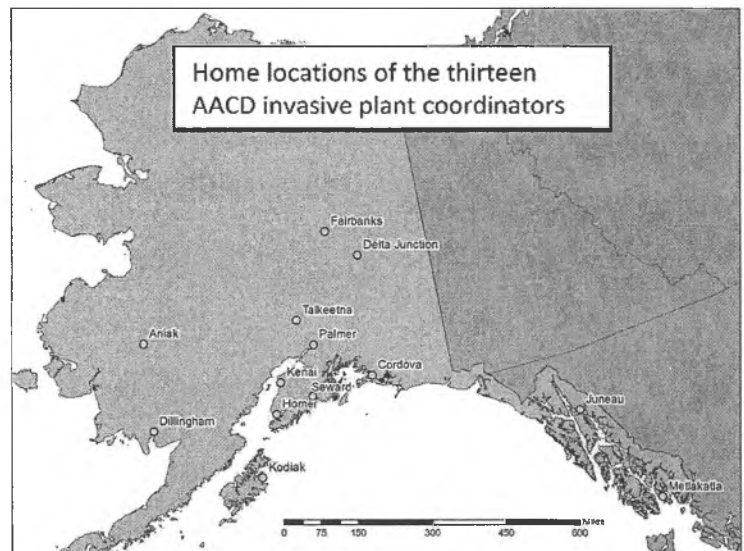 Home locations of the thirteen
AACD invasive plant coordinators
Fairbanks
Delta Junction
Talkeetna
Aniak
Palmer
Kenai
Cordova
Seward
Homer
Juneau
Dillingham
Kodiak
Metlakatla
Miles
0 75 150 300 450 600